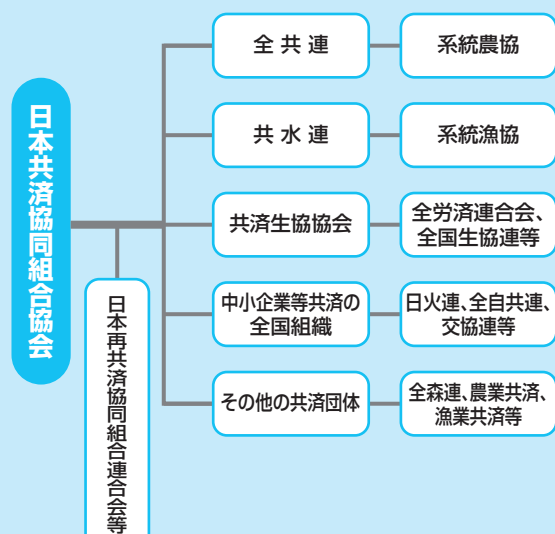 日本共済協同組合協会
日本再共済協同組合連合会等
全共連
系統農協
共水連
系統漁協
共済生協協会
全労済連合会、
全国生協連等
中小企業等共済の
全国組織
日火連、全自共連、
交協連等
その他の共済団体
全森連、農業共済、
漁業共済等